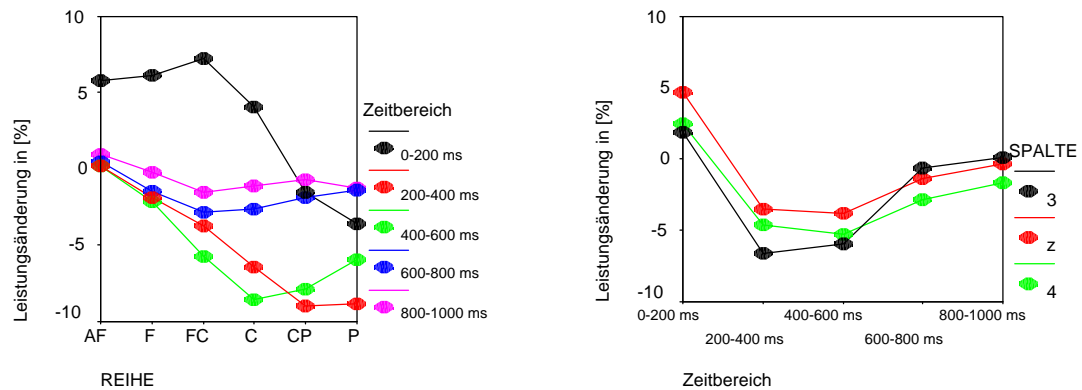 10
5
0
-5
-10
Leistungsänderung in [%]
AF F FC C CP P
REIHE
Zeitbereich
0-200 ms
200-400 ms
400-600 ms
600-800 ms
800-1000 ms
10
5
0
-5
-10
Leistungsänderung in [%]
0-200 ms 400-600 ms 800-1000 ms
200-400 ms 600-800 ms
Zeitbereich
SPALTE
3
z
4